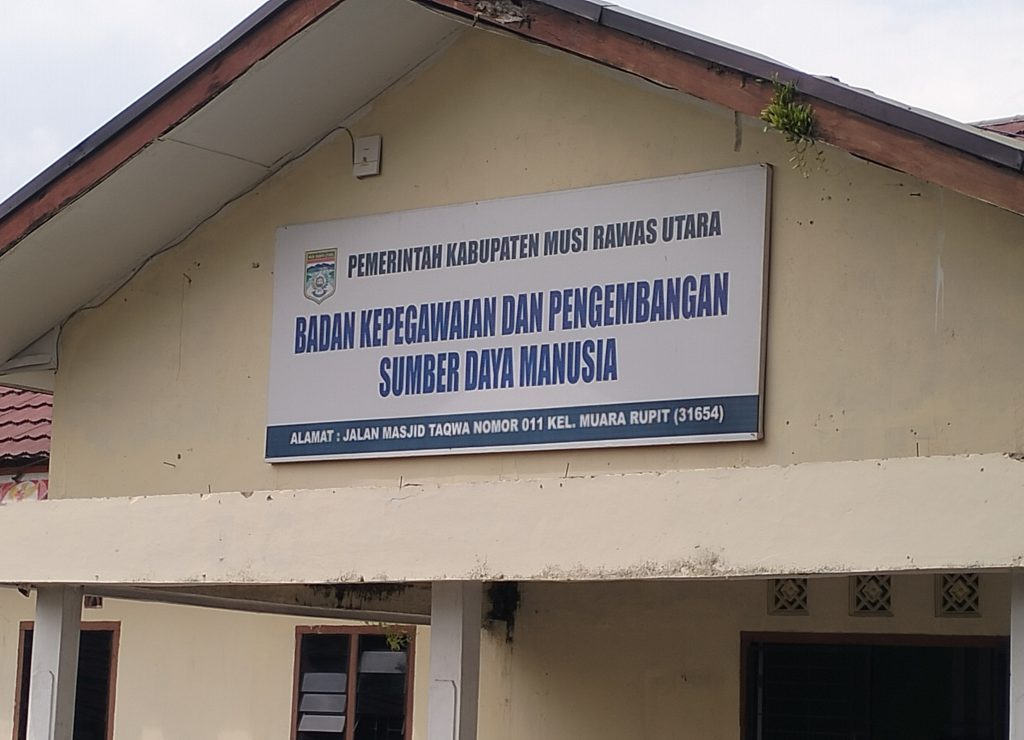 PEMERINTAH KABUPATEN MUSI RAWAS UTARA
BADAN KEPEGAWAIAN DAN PENGEMBANGAN
SUMBER DAYA MANUSIA
ALAMAT : JALAN MASJID TAQWA NOMOR 011 KEL. MUARA RUPIT (31654)